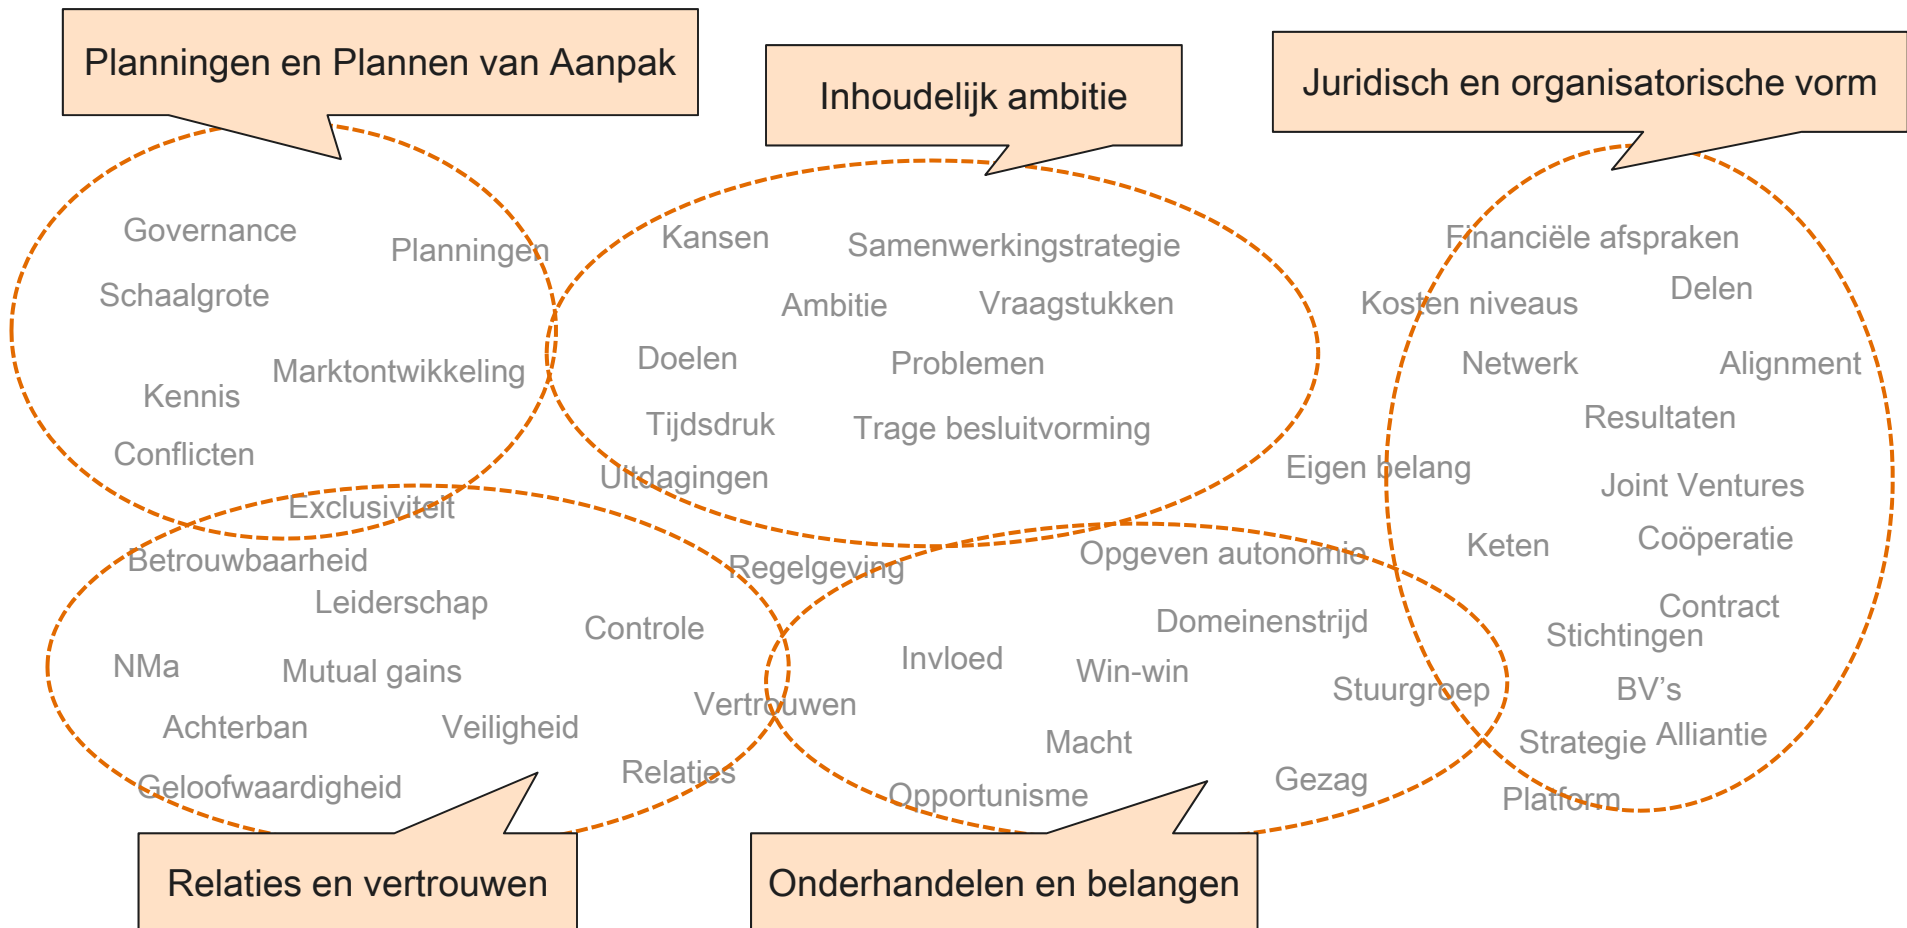 Planningen en Plannen van Aanpak
Inhoudelijk ambitie
Juridisch en organisatorische vorm
Governance
Planningen
Schaalgrote
Marktontwikkeling
Kennis
Conflicten
Exclusiviteit
Kansen
Samenwerkingstrategie
Ambitie
Vraagstukken
Doelen
Problemen
Tijdsdruk
Trage besluitvorming
Uitdagingen
Financiële afspraken
Delen
Kosten niveaus
Netwerk
Alignment
Resultaten
Eigen belang
Joint Ventures
Keten
Coöperatie
Contract
Stichtingen
BV's
Strategie
Alliantie
Platform
Betrouwbaarheid
Leiderschap
Controle
NMa
Mutual gains
Achterban
Veiligheid
Vertrouwen
Geloofwaardigheid
Relaties
Regelgeving
Opgeven autonomie
Domeinenstrijd
Invloed
Win-win
Stuurgroep
Macht
Gezag
Opportunisme
Relaties en vertrouwen
Onderhandelen en belangen